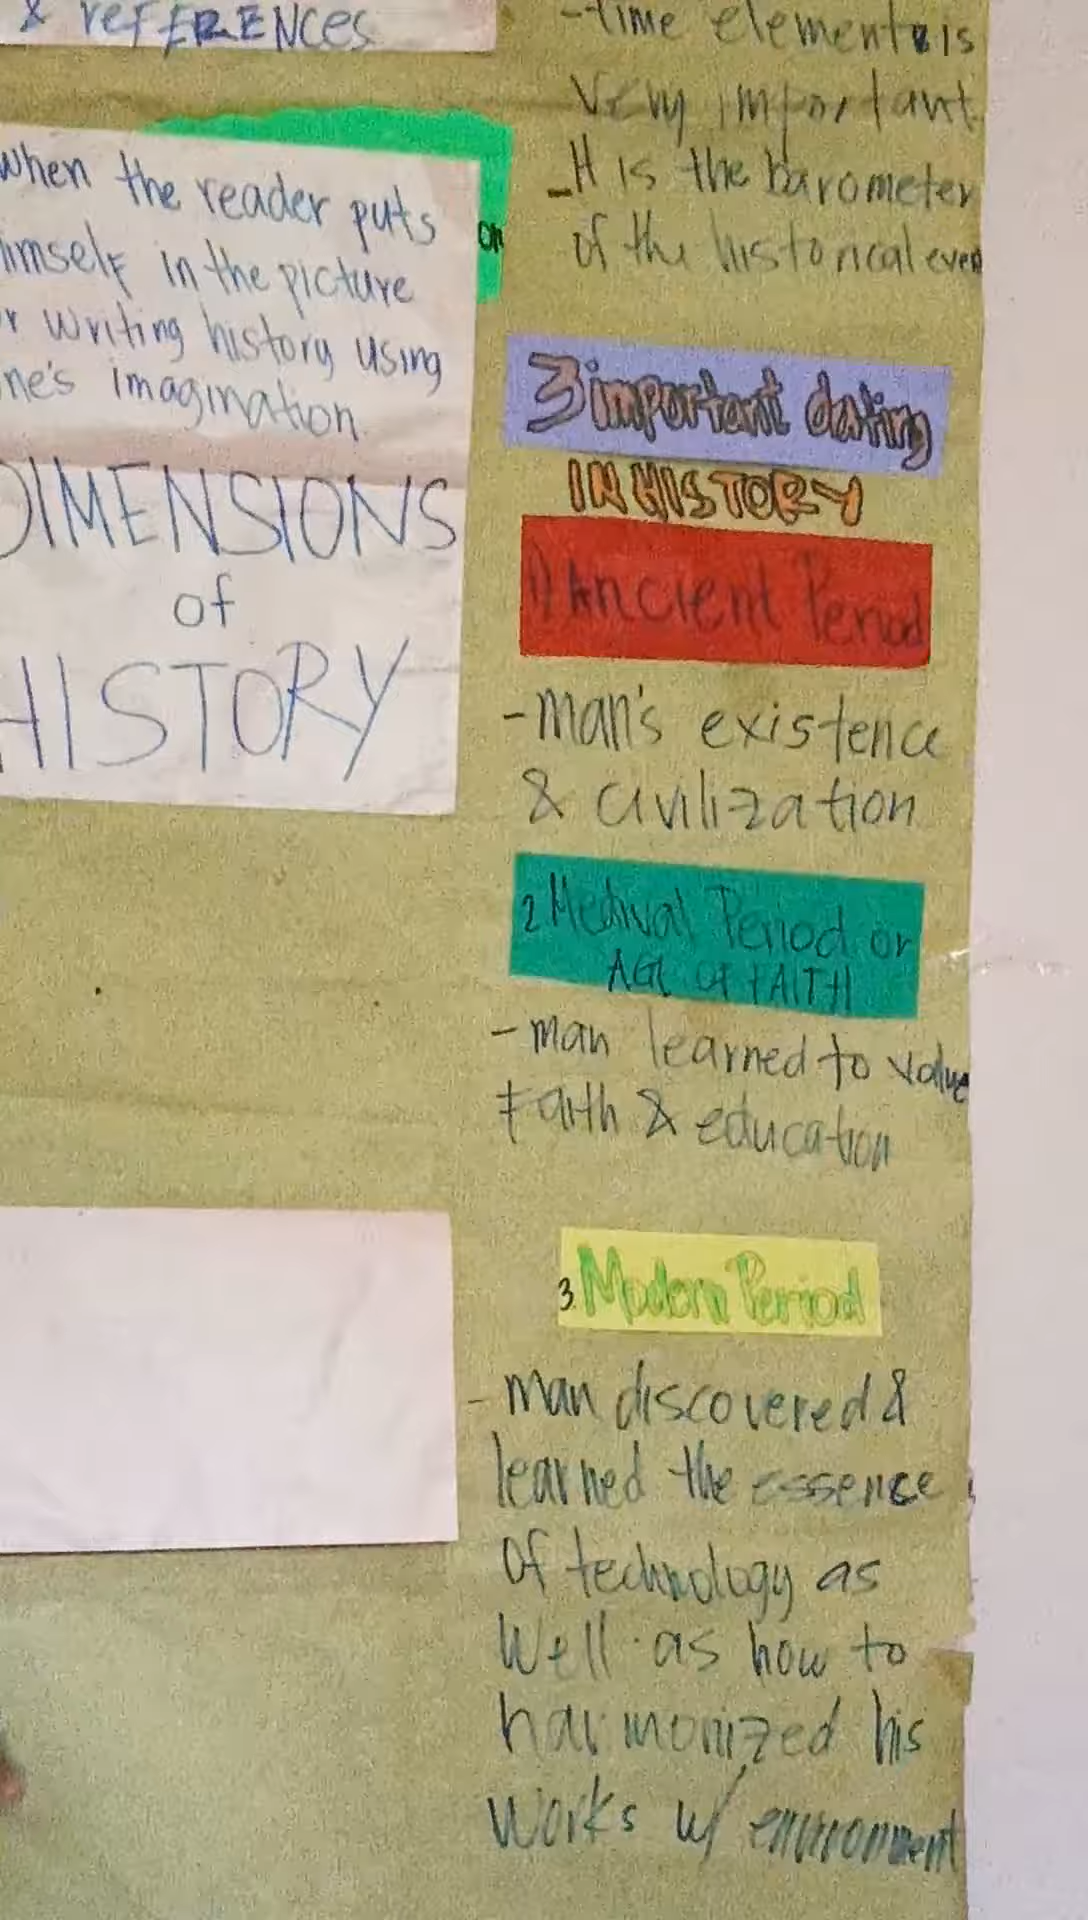 & REFERENCES
When the reader puts
imself in the picture
r writing history using
ne's imagination.
DIMENSIONS
of
HISTORY
on
-Time element is
Very important
-It is the barometer
of the historical even
3 important dating
IN HISTORY
1) Ancient Period
-man's existence
& civilization
2 Medival Period or
AGE OF FAITH
-man learned to value
Faith & education
3. Modern Period
- man discovered &
learned the essence
of technology as
well as how to
harmonized his
works w/ environment